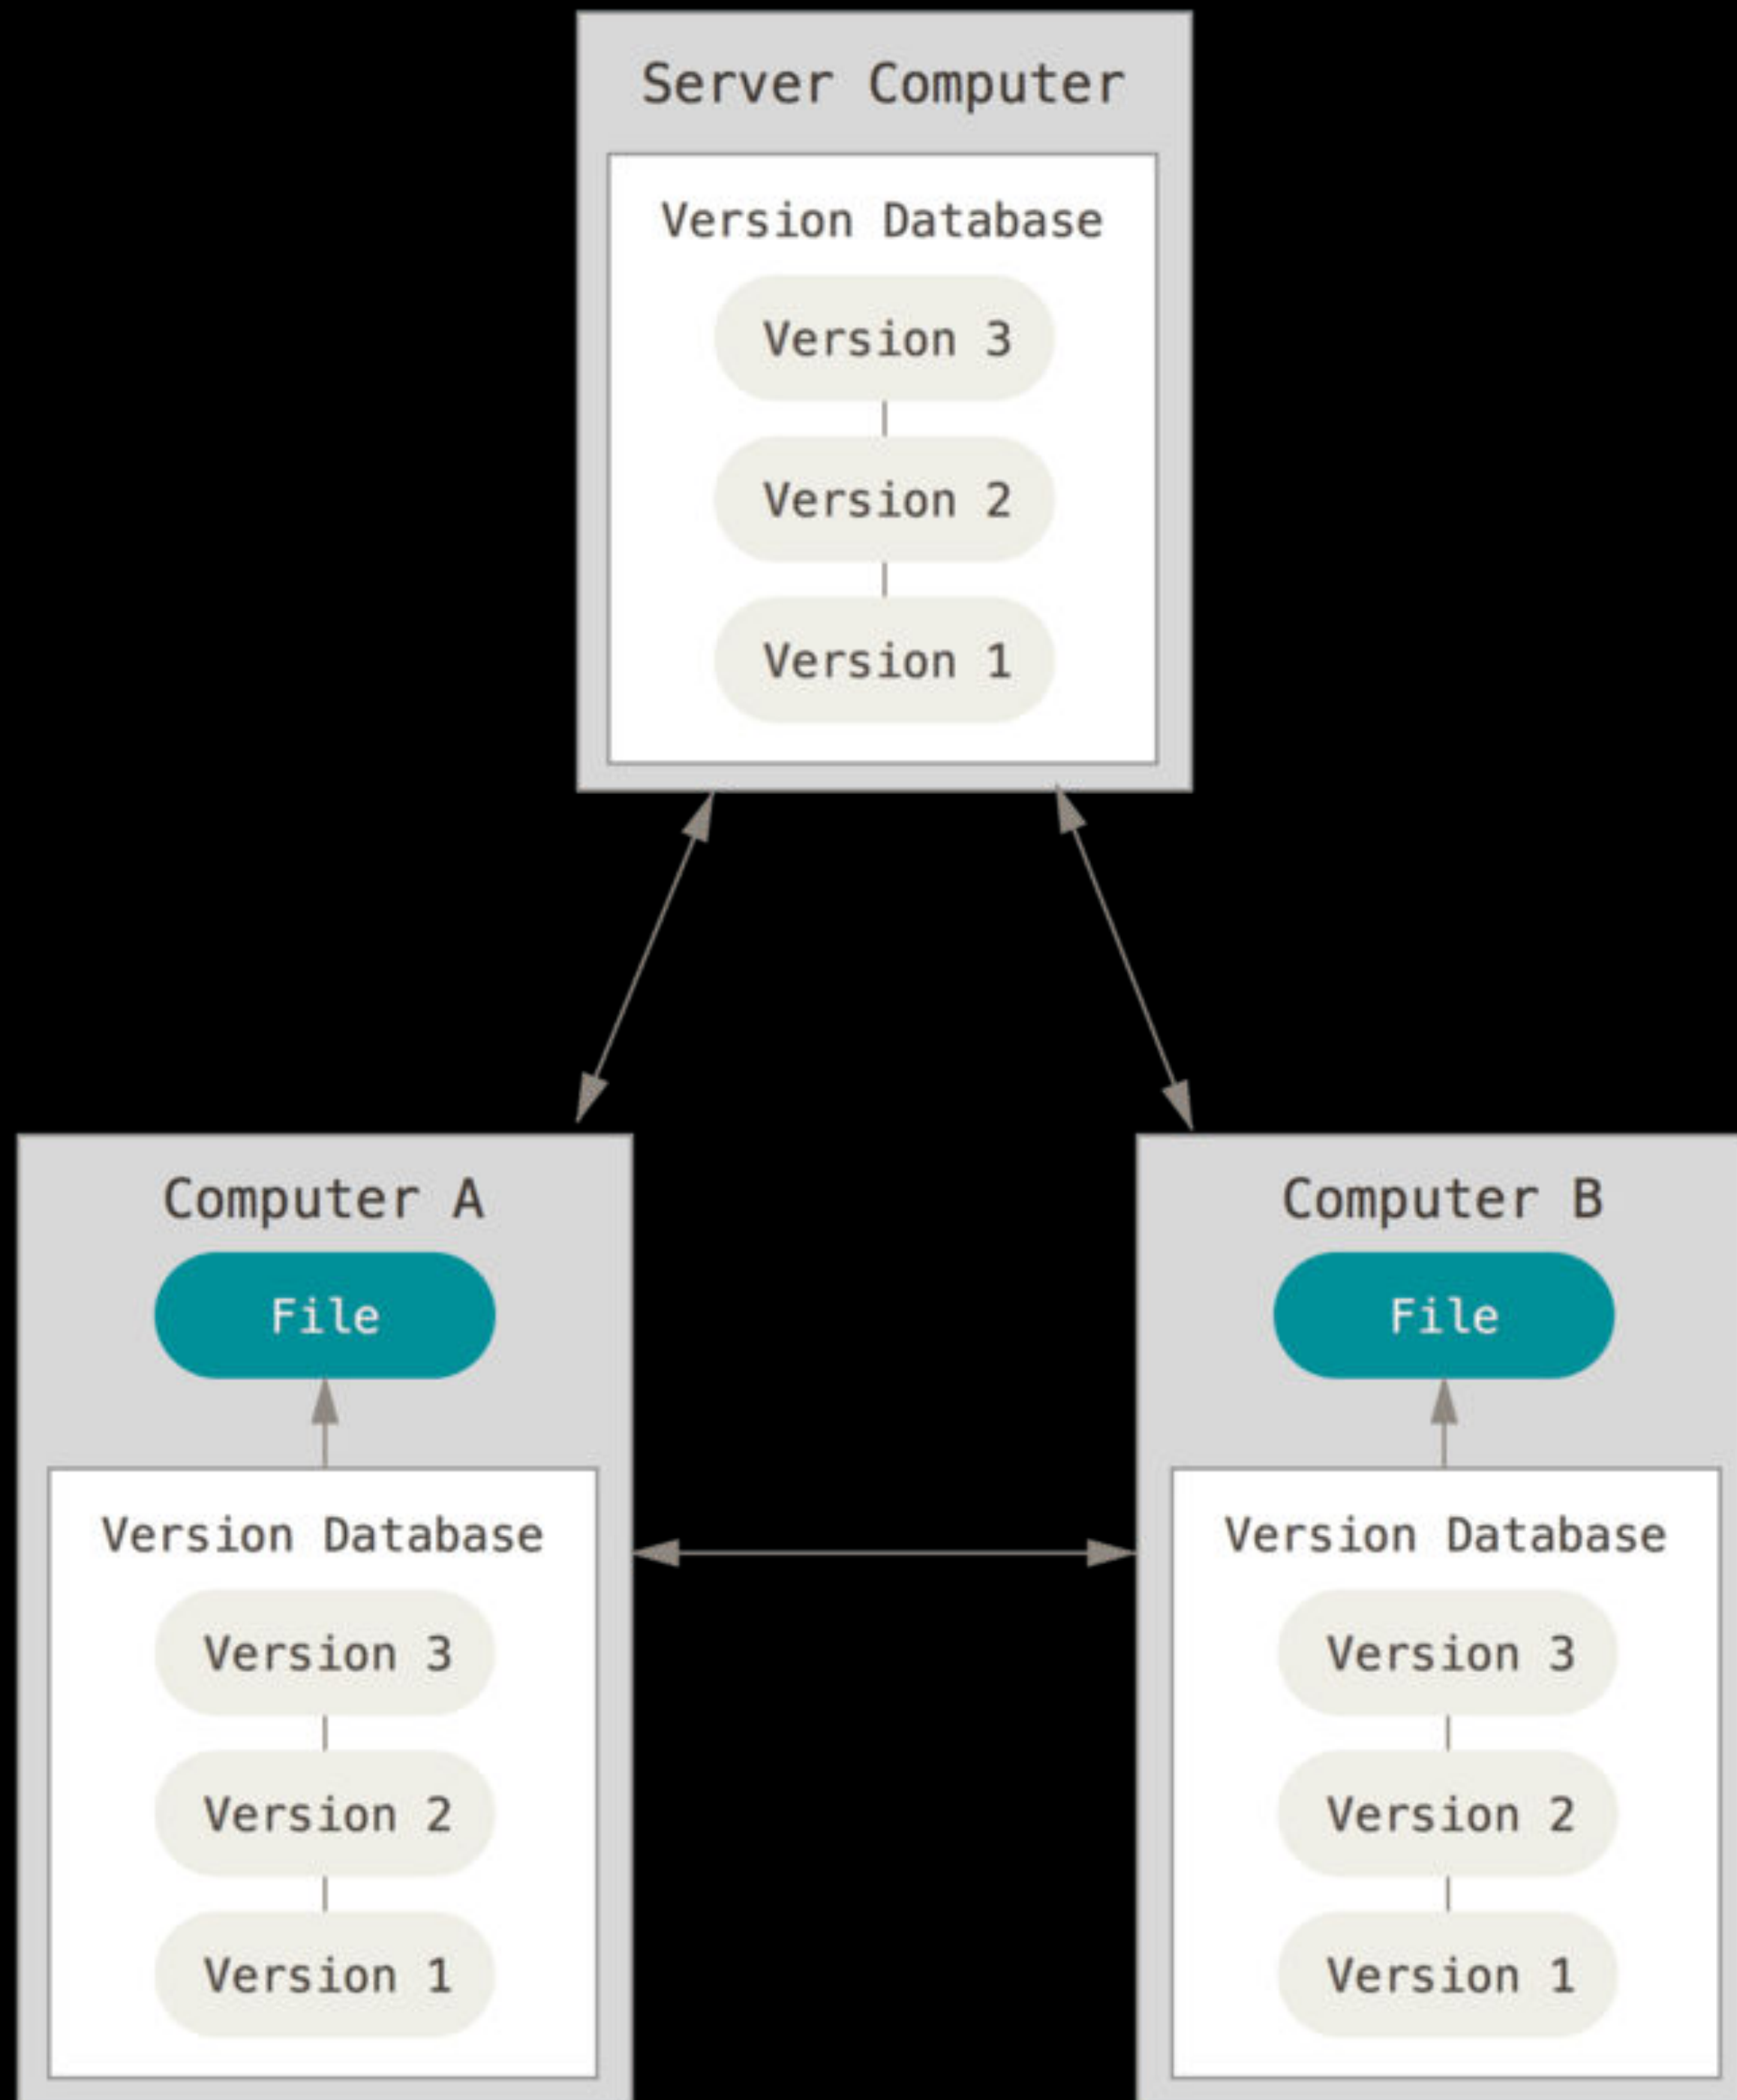 Server Computer
Version Database
Version 3
Version 2
Version 1
Computer A
File
Version Database
Version 3
Version 2
Version 1
Computer B
File
Version Database
Version 3
Version 2
Version 1